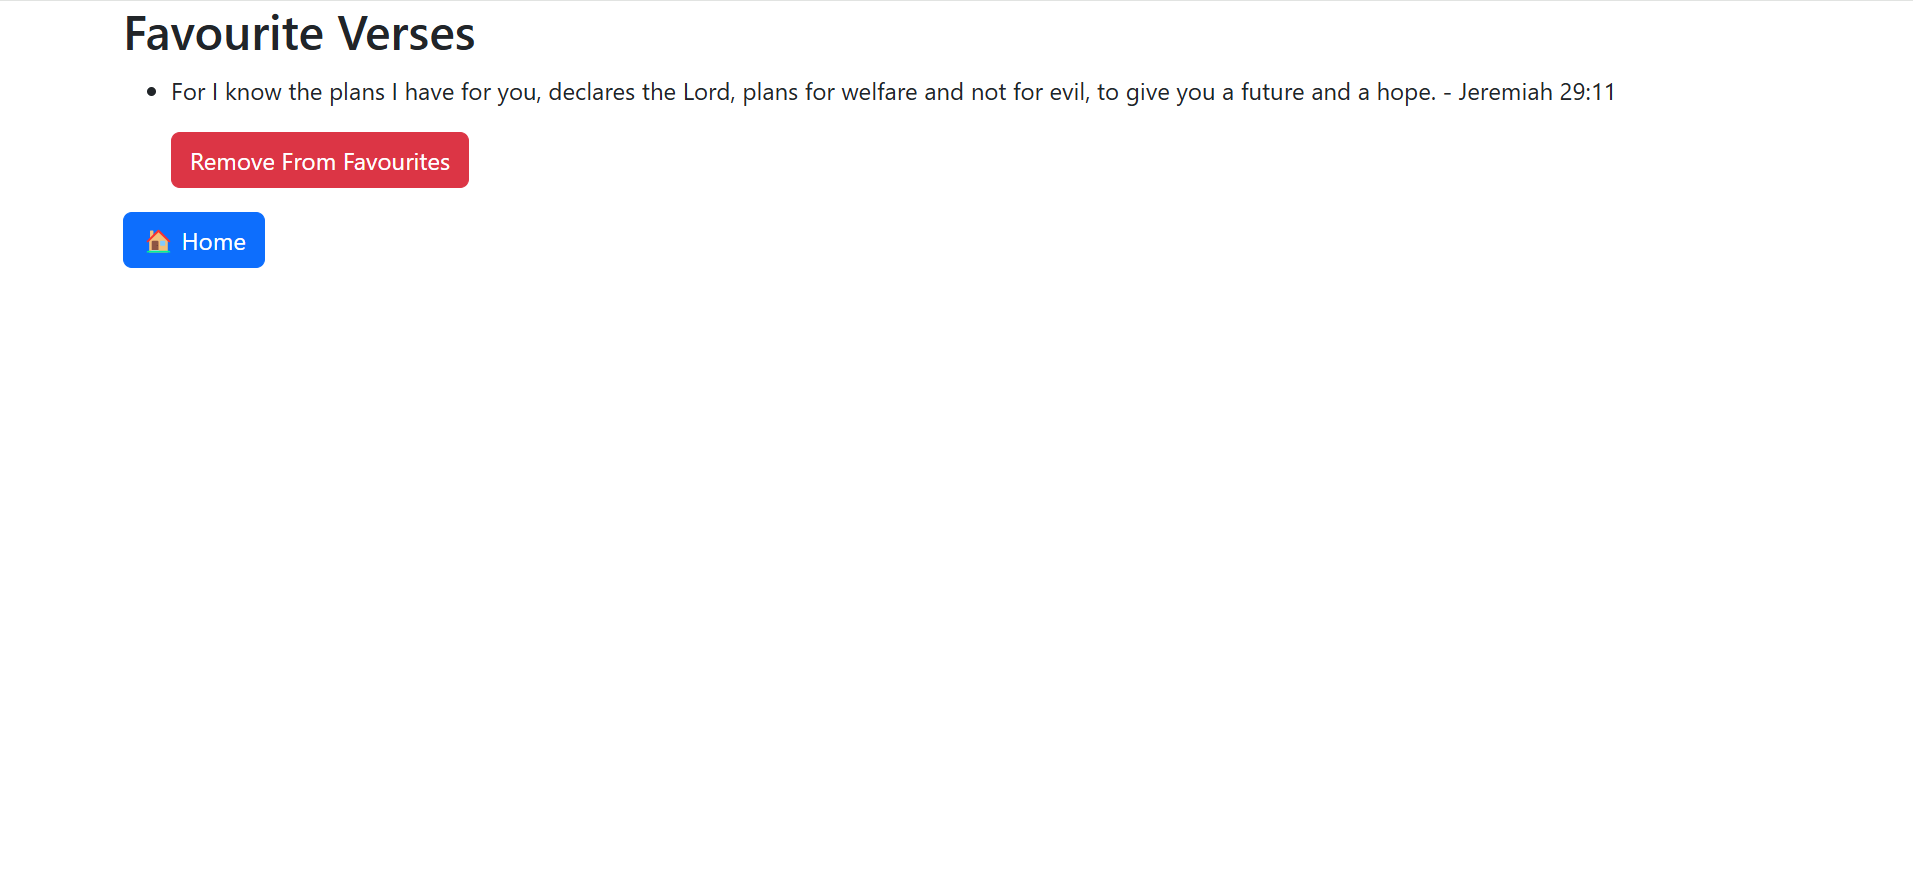 Favourite Verses
For I know the plans I have for you, declares the Lord, plans for welfare and not for evil, to give you a future and a hope. - Jeremiah 29:11
Remove From Favourites
🏠 Home